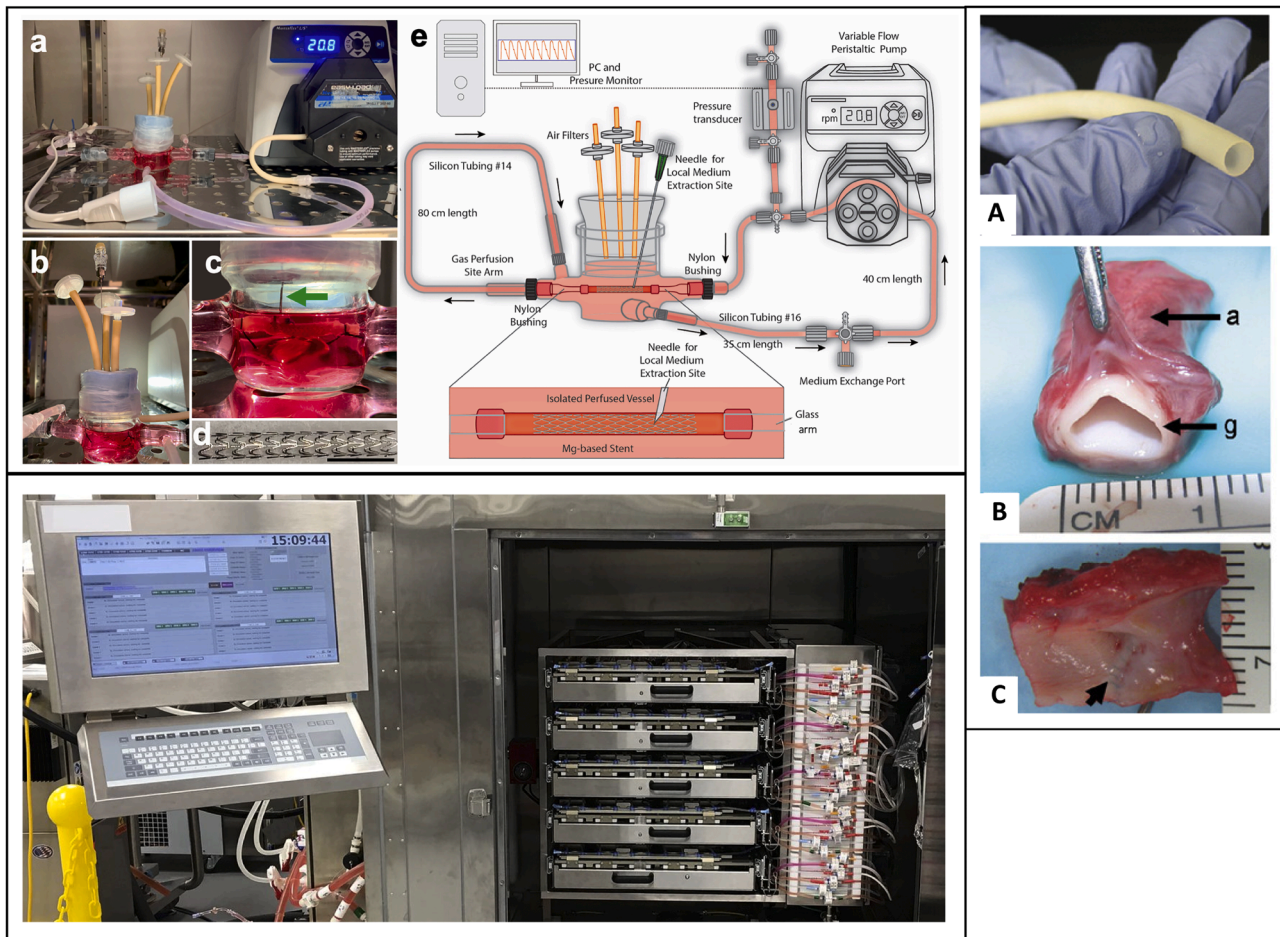 a
20.8
b
c
d
e
PC and
Presure Monitor
Air Filters
Silicon Tubing #14
80 cm length
Gas Perfusion
Site Arm
Nylon
Bushing
Needle for
Local Medium
Extraction Site
Pressure
transducer
Variable Flow
Peristaltic Pump
rpm
20.8
Nylon
Bushing
40 cm length
Silicon Tubing #16
35 cm length
Medium Exchange Port
Needle for
Local Medium
Extraction Site
Isolated Perfused Vessel
Glass
arm
Mg-based Stent
A
a
g
B
CM
1
7
C
15:09:44